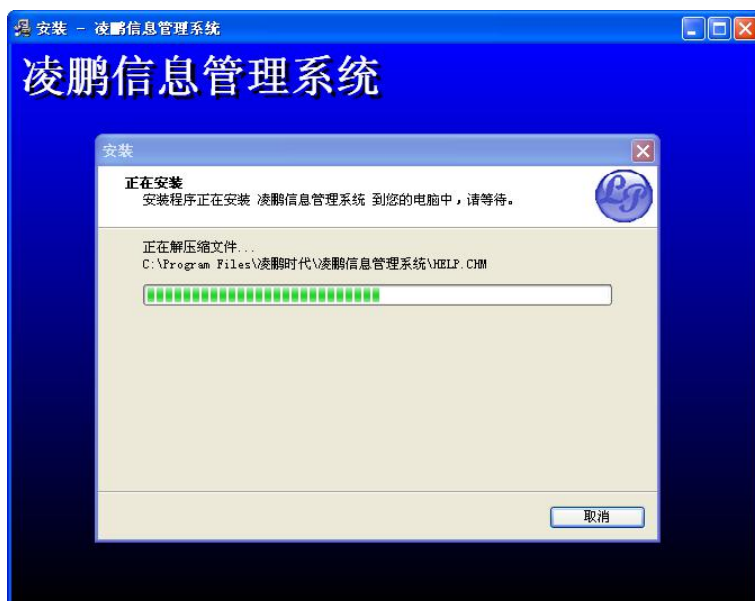 安装 - 凌鹏信息管理系统
凌鹏信息管理系统
安装
正在安装
安装程序正在安装 凌鹏信息管理系统 到您的电脑中，请等待。
LP
正在解压缩文件...
C:\Program Files\凌鹏时代\凌鹏信息管理系统\HELP.CHM
取消